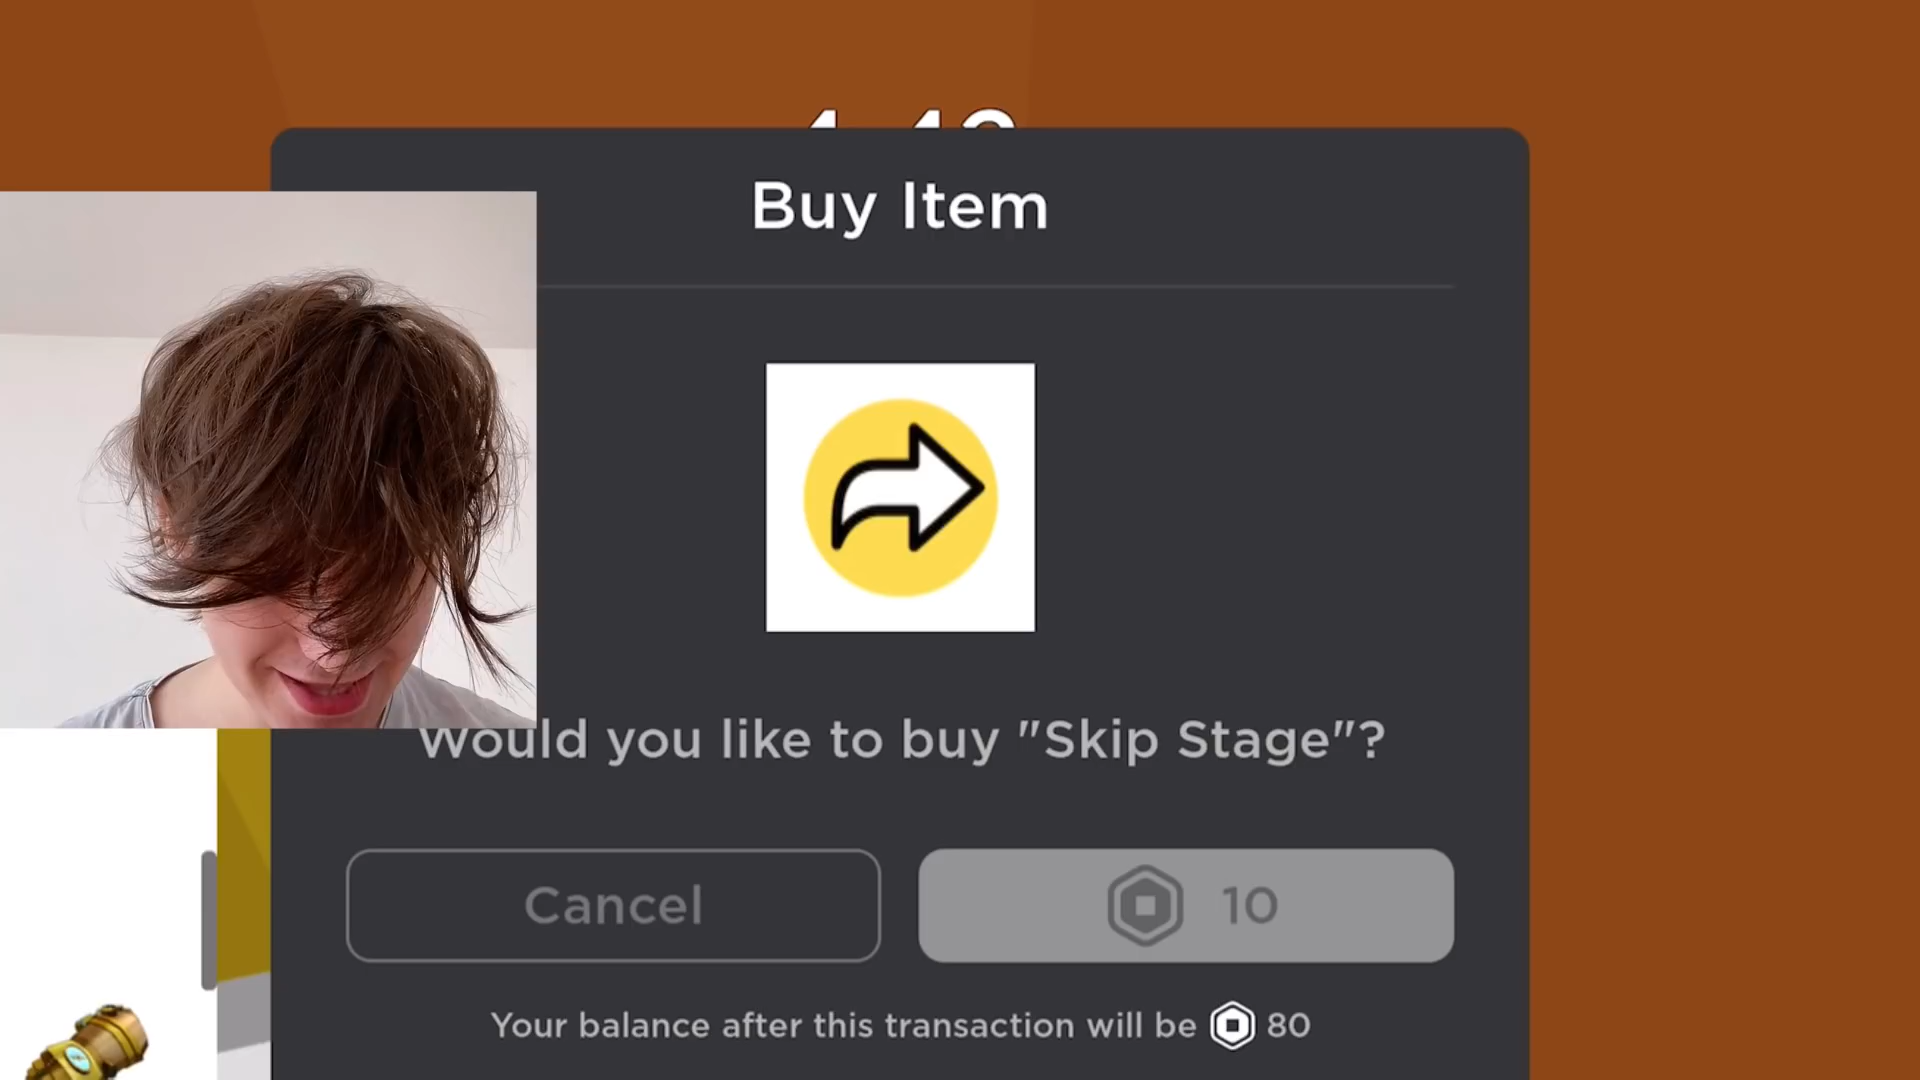 Buy Item
Would you like to buy "Skip Stage"?
Cancel
10
Your balance after this transaction will be 80